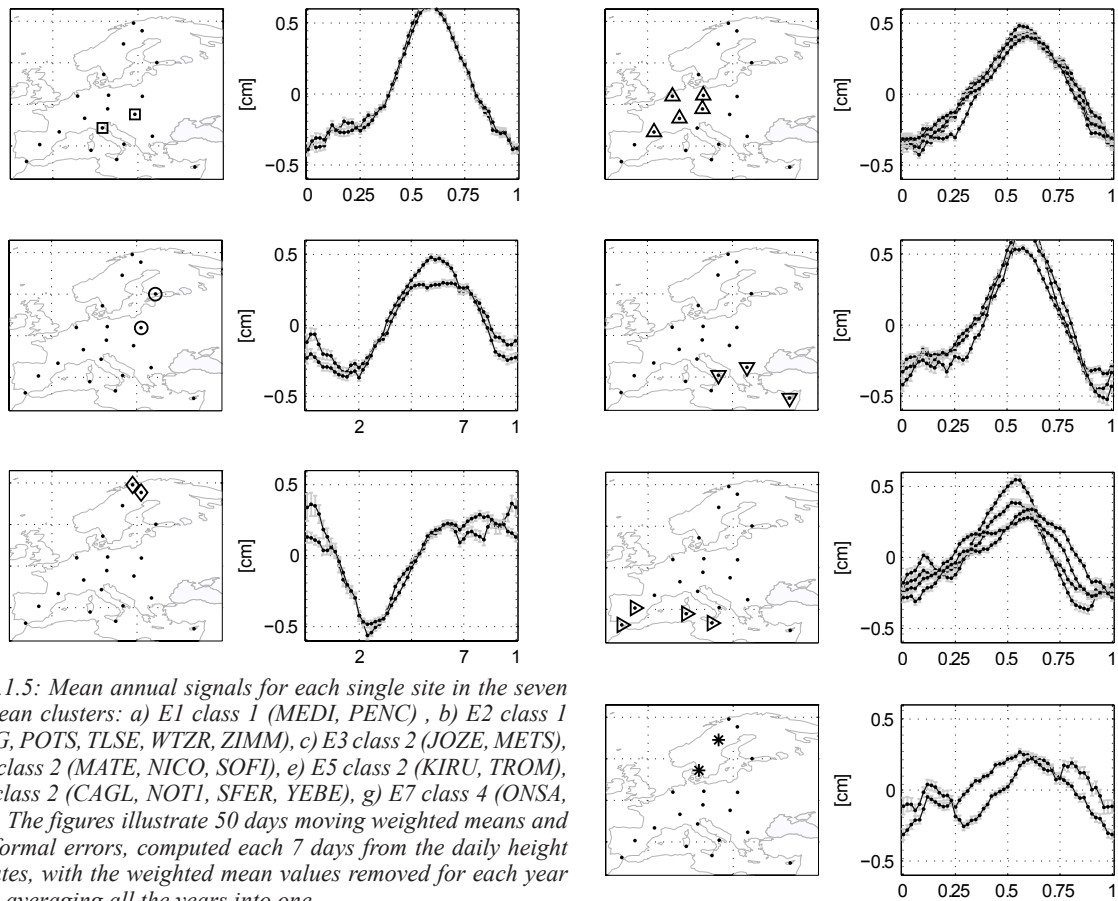 0.5
0
−0.5
[cm]
0 0.25 0.5 0.75 1
0.5
0
−0.5
[cm]
0 0.25 0.5 0.75 1
0.5
0
−0.5
[cm]
2 7 1
0.5
0
−0.5
[cm]
0 0.25 0.5 0.75 1
0.5
0
−0.5
[cm]
2 7 1
0.5
0
−0.5
[cm]
0 0.25 0.5 0.75 1
0.5
0
−0.5
[cm]
0 0.25 0.5 0.75 1
.1.5: Mean annual signals for each single site in the seven
ean clusters: a) E1 class 1 (MEDI, PENC) , b) E2 class 1
G, POTS, TLSE, WTZR, ZIMM), c) E3 class 2 (JOZE, METS),
class 2 (MATE, NICO, SOFI), e) E5 class 2 (KIRU, TROM),
class 2 (CAGL, NOT1, SFER, YEBE), g) E7 class 4 (ONSA,
The figures illustrate 50 days moving weighted means and
formal errors, computed each 7 days from the daily height
ates, with the weighted mean values removed for each year
averaging all the years into one